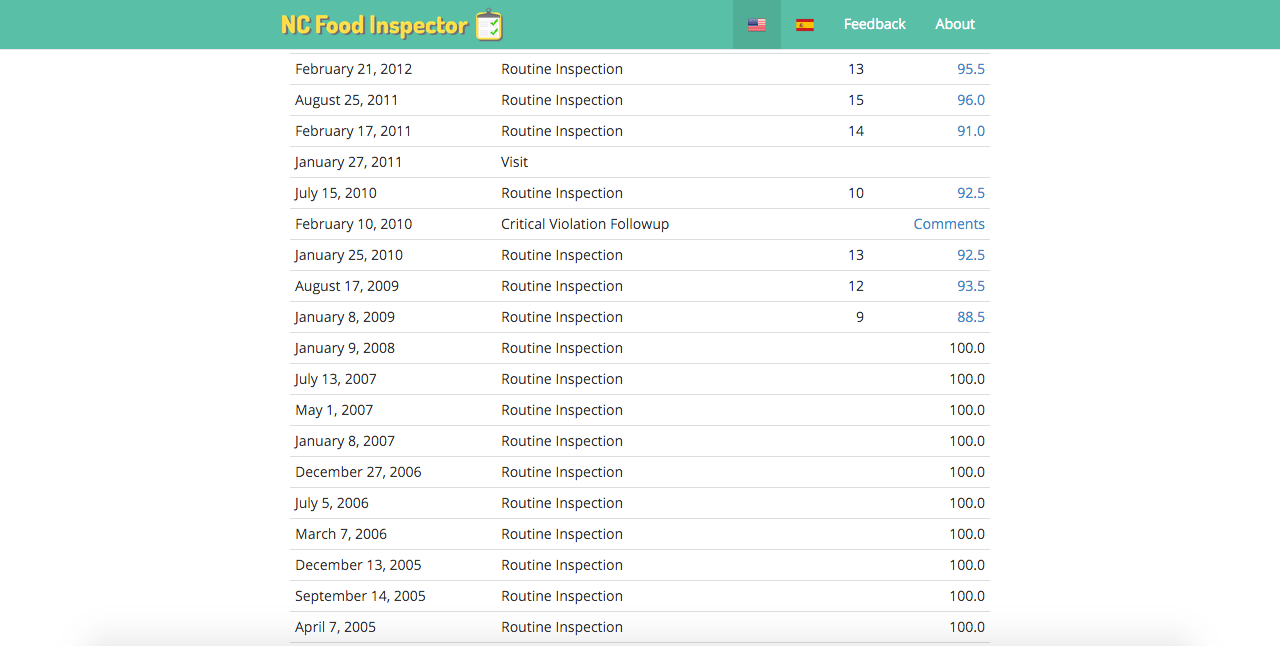 NC Food Inspector Feedback About
February 21, 2012 Routine Inspection 13 95.5
August 25, 2011 Routine Inspection 15 96.0
February 17, 2011 Routine Inspection 14 91.0
January 27, 2011 Visit
July 15, 2010 Routine Inspection 10 92.5
February 10, 2010 Critical Violation Followup Comments
January 25, 2010 Routine Inspection 13 92.5
August 17, 2009 Routine Inspection 12 93.5
January 8, 2009 Routine Inspection 9 88.5
January 9, 2008 Routine Inspection 100.0
July 13, 2007 Routine Inspection 100.0
May 1, 2007 Routine Inspection 100.0
January 8, 2007 Routine Inspection 100.0
December 27, 2006 Routine Inspection 100.0
July 5, 2006 Routine Inspection 100.0
March 7, 2006 Routine Inspection 100.0
December 13, 2005 Routine Inspection 100.0
September 14, 2005 Routine Inspection 100.0
April 7, 2005 Routine Inspection 100.0